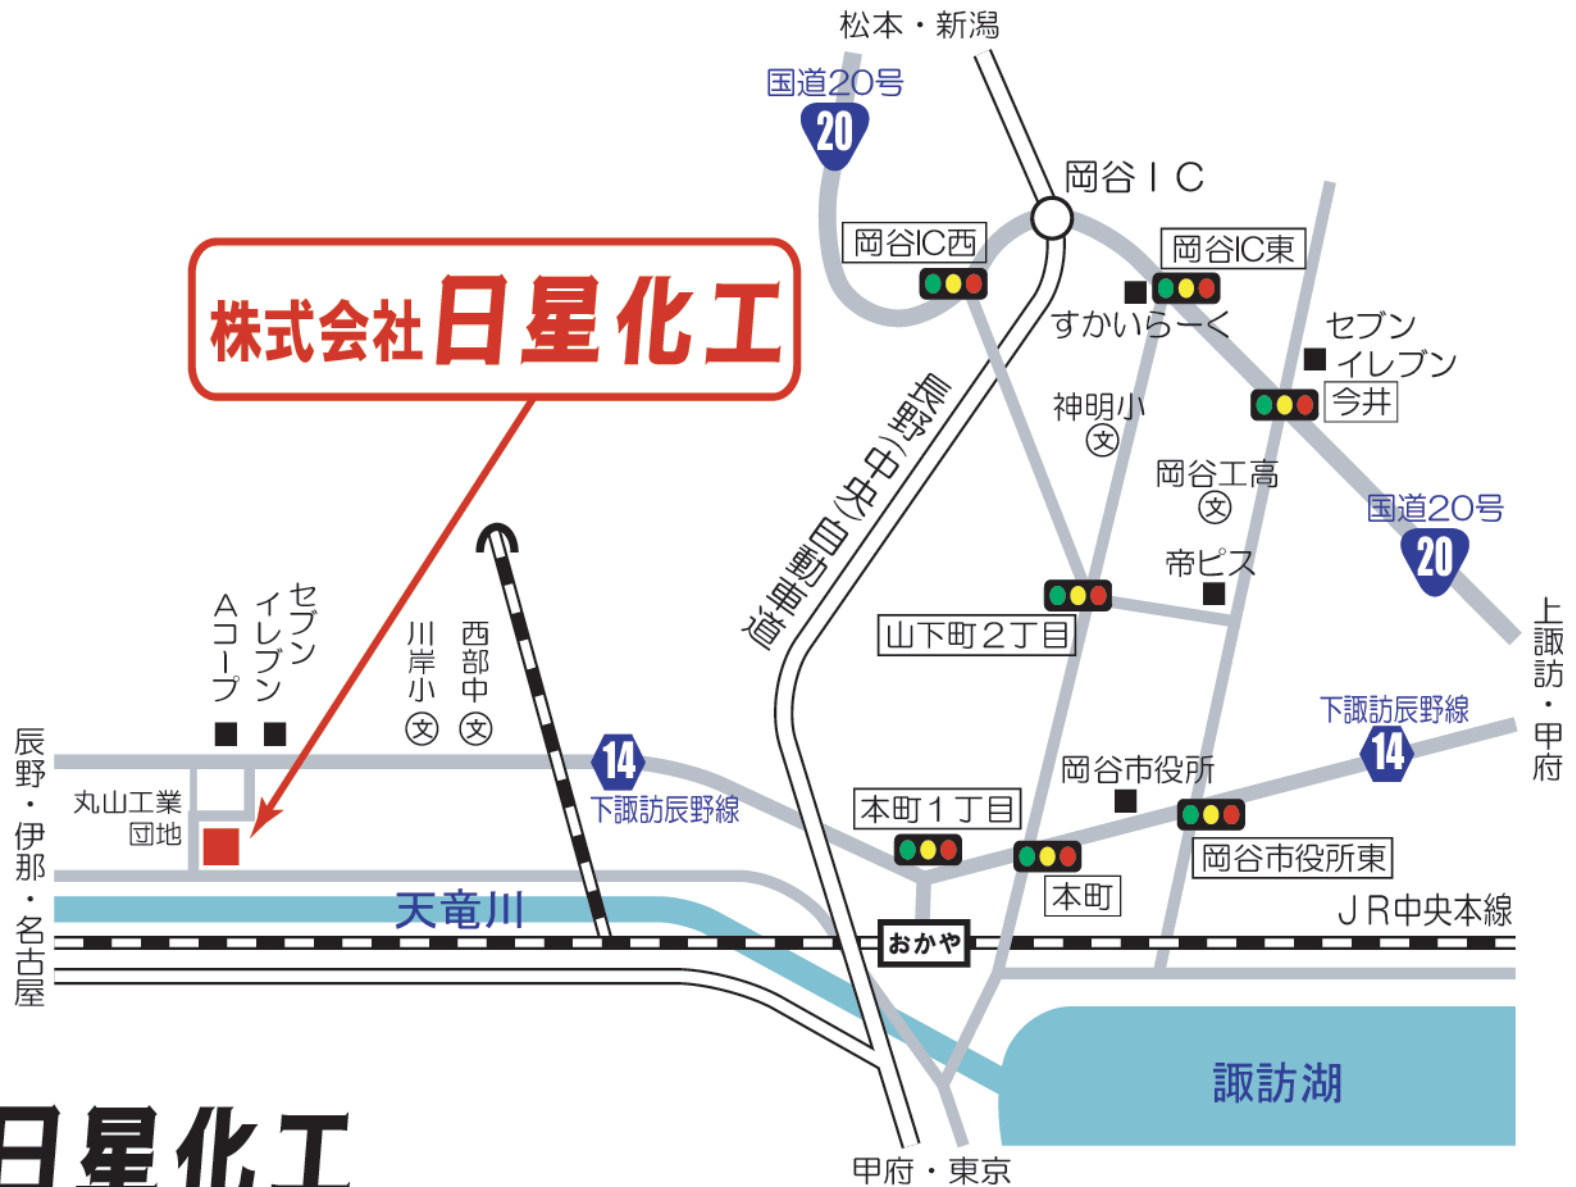 松本・新潟
国道20号
20
岡谷IC
岡谷IC西
岡谷IC東
すかいらーく
セブン
イレブン
今井
株式会社日星化工
長野(中央)自動車道
神明小
文
岡谷工高
文
国道20号
20
帝ピス
山下町2丁目
上諏訪・甲府
Aコープ
セブン
イレブン
川岸小
文
西部中
文
辰野・伊那・名古屋
丸山工業
団地
14
下諏訪辰野線
下諏訪辰野線
14
岡谷市役所
本町1丁目
本町
岡谷市役所東
天竜川
おかや
JR中央本線
諏訪湖
甲府・東京
日星化工